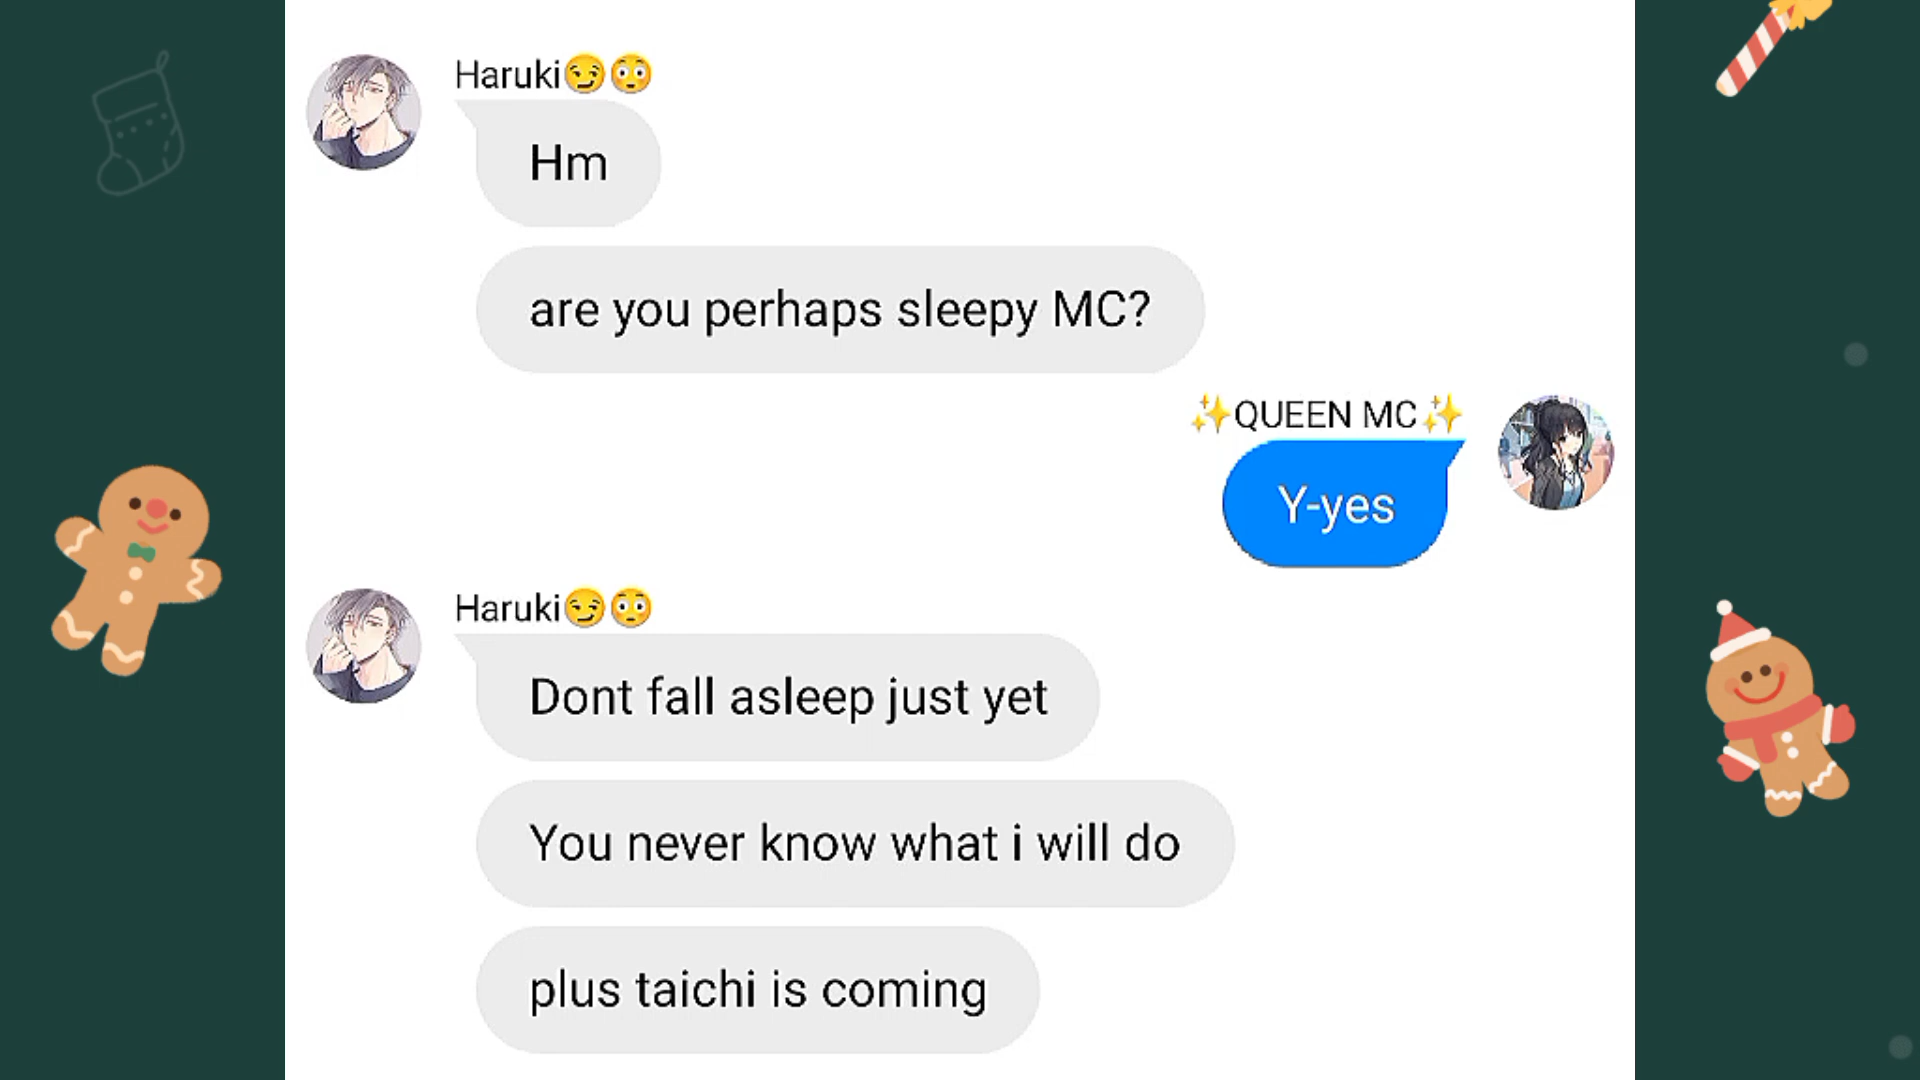 Haruki😏😳
Hm
are you perhaps sleepy MC?
✨QUEEN MC✨
Y-yes
Haruki😏😳
Dont fall asleep just yet
You never know what i will do
plus taichi is coming